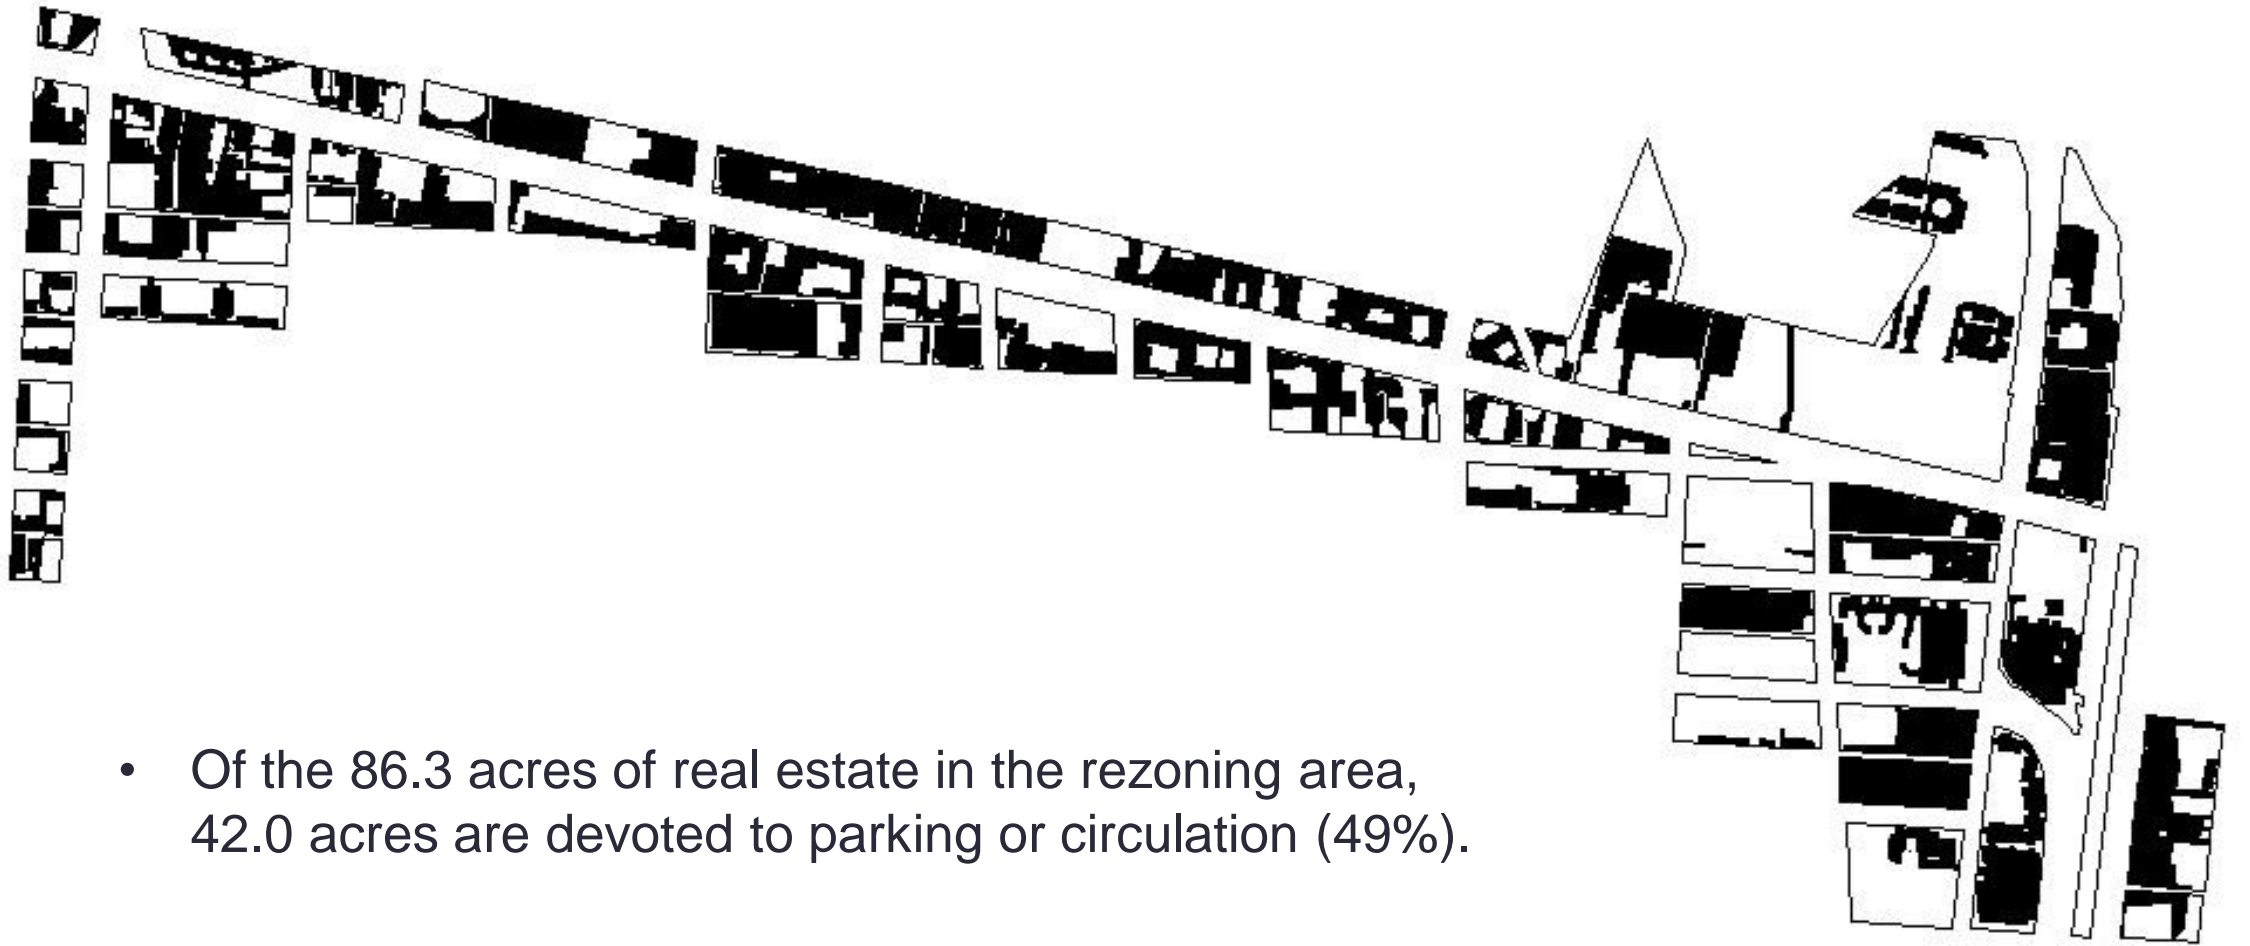 • Of the 86.3 acres of real estate in the rezoning area,
42.0 acres are devoted to parking or circulation (49%).